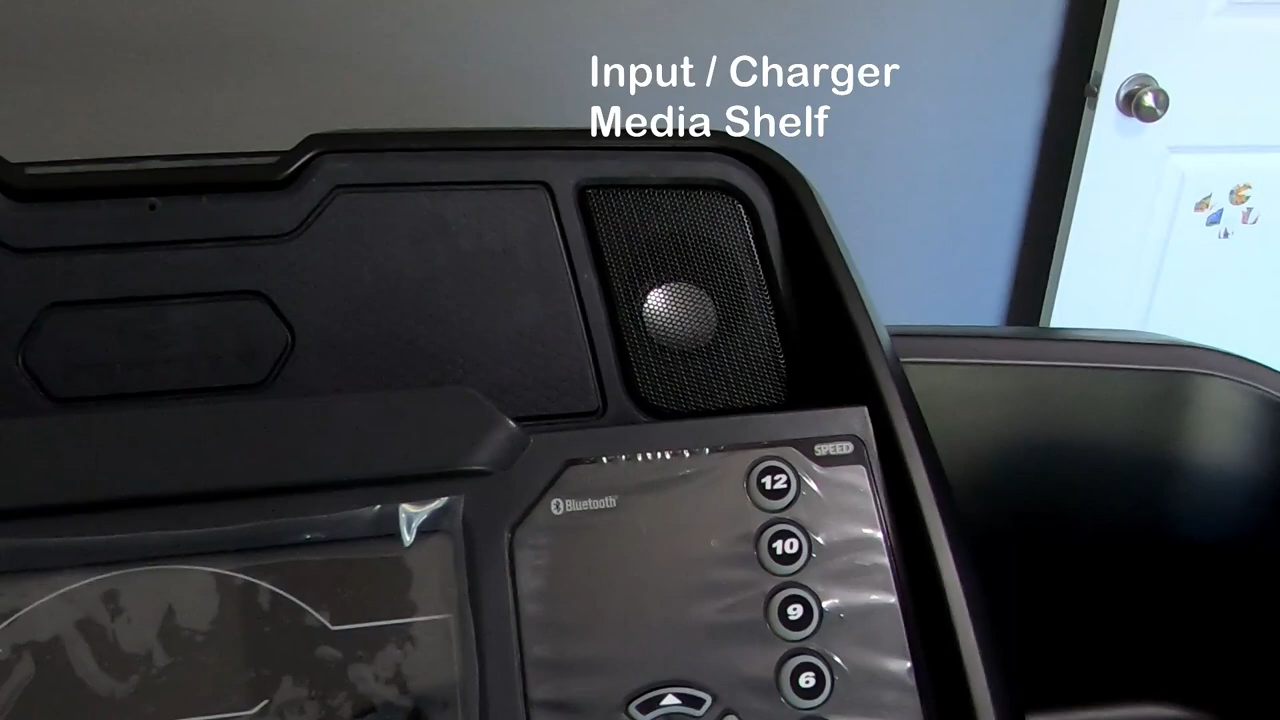 Input / Charger
Media Shelf
SPEED
12
Bluetooth
10
9
6